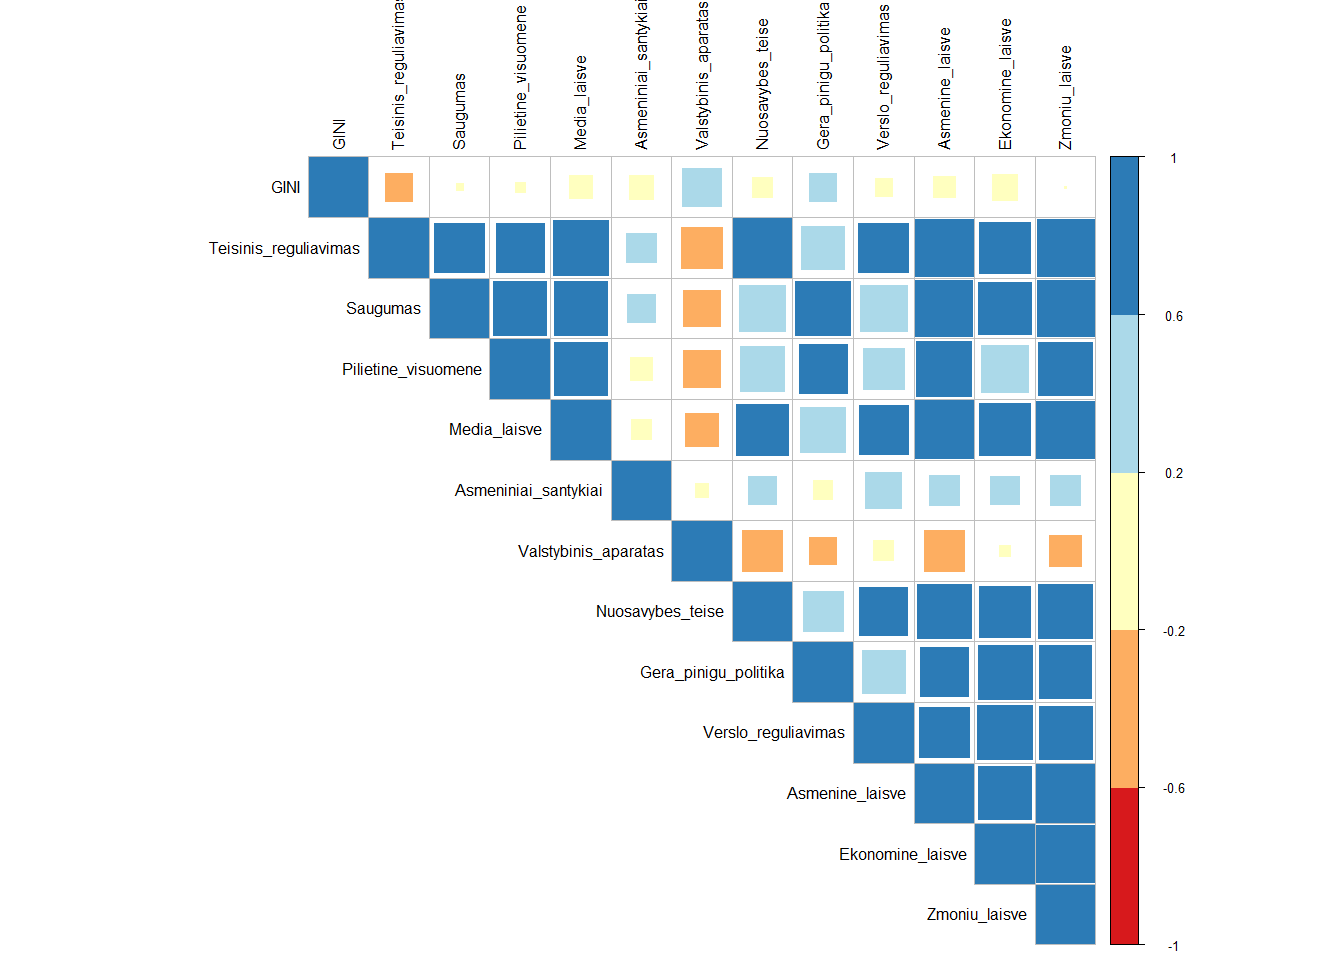 GINI
Teisinis_reguliavimas
Saugumas
Pilietine_visuomene
Media_laisve
Asmeniniai_santykiai
Valstybinis_aparatas
Nuosavybes_teise
Gera_pinigu_politika
Verslo_reguliavimas
Asmenine_laisve
Ekonomine_laisve
Zmoniu_laisve
GINI
Teisinis_reguliavimas
Saugumas
Pilietine_visuomene
Media_laisve
Asmeniniai_santykiai
Valstybinis_aparatas
Nuosavybes_teise
Gera_pinigu_politika
Verslo_reguliavimas
Asmenine_laisve
Ekonomine_laisve
Zmoniu_laisve
1
0.6
0.2
-0.2
-0.6
-1